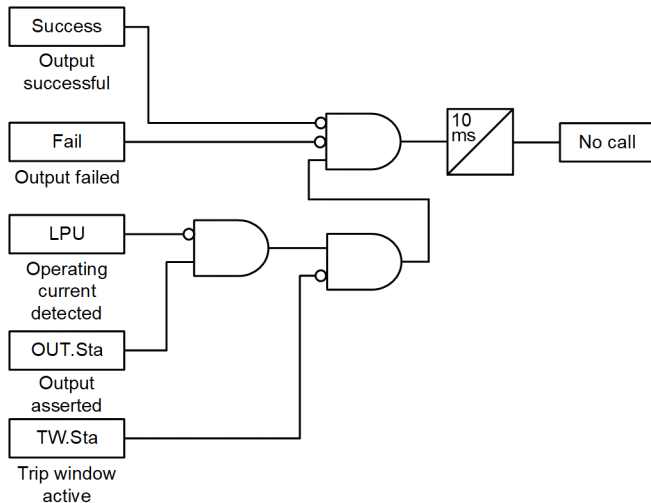 Success
Output
successful
10
ms
Fail
No call
Output failed
LPU
Operating
current
detected
OUT.Sta
Output
asserted
TW.Sta
Trip window
active